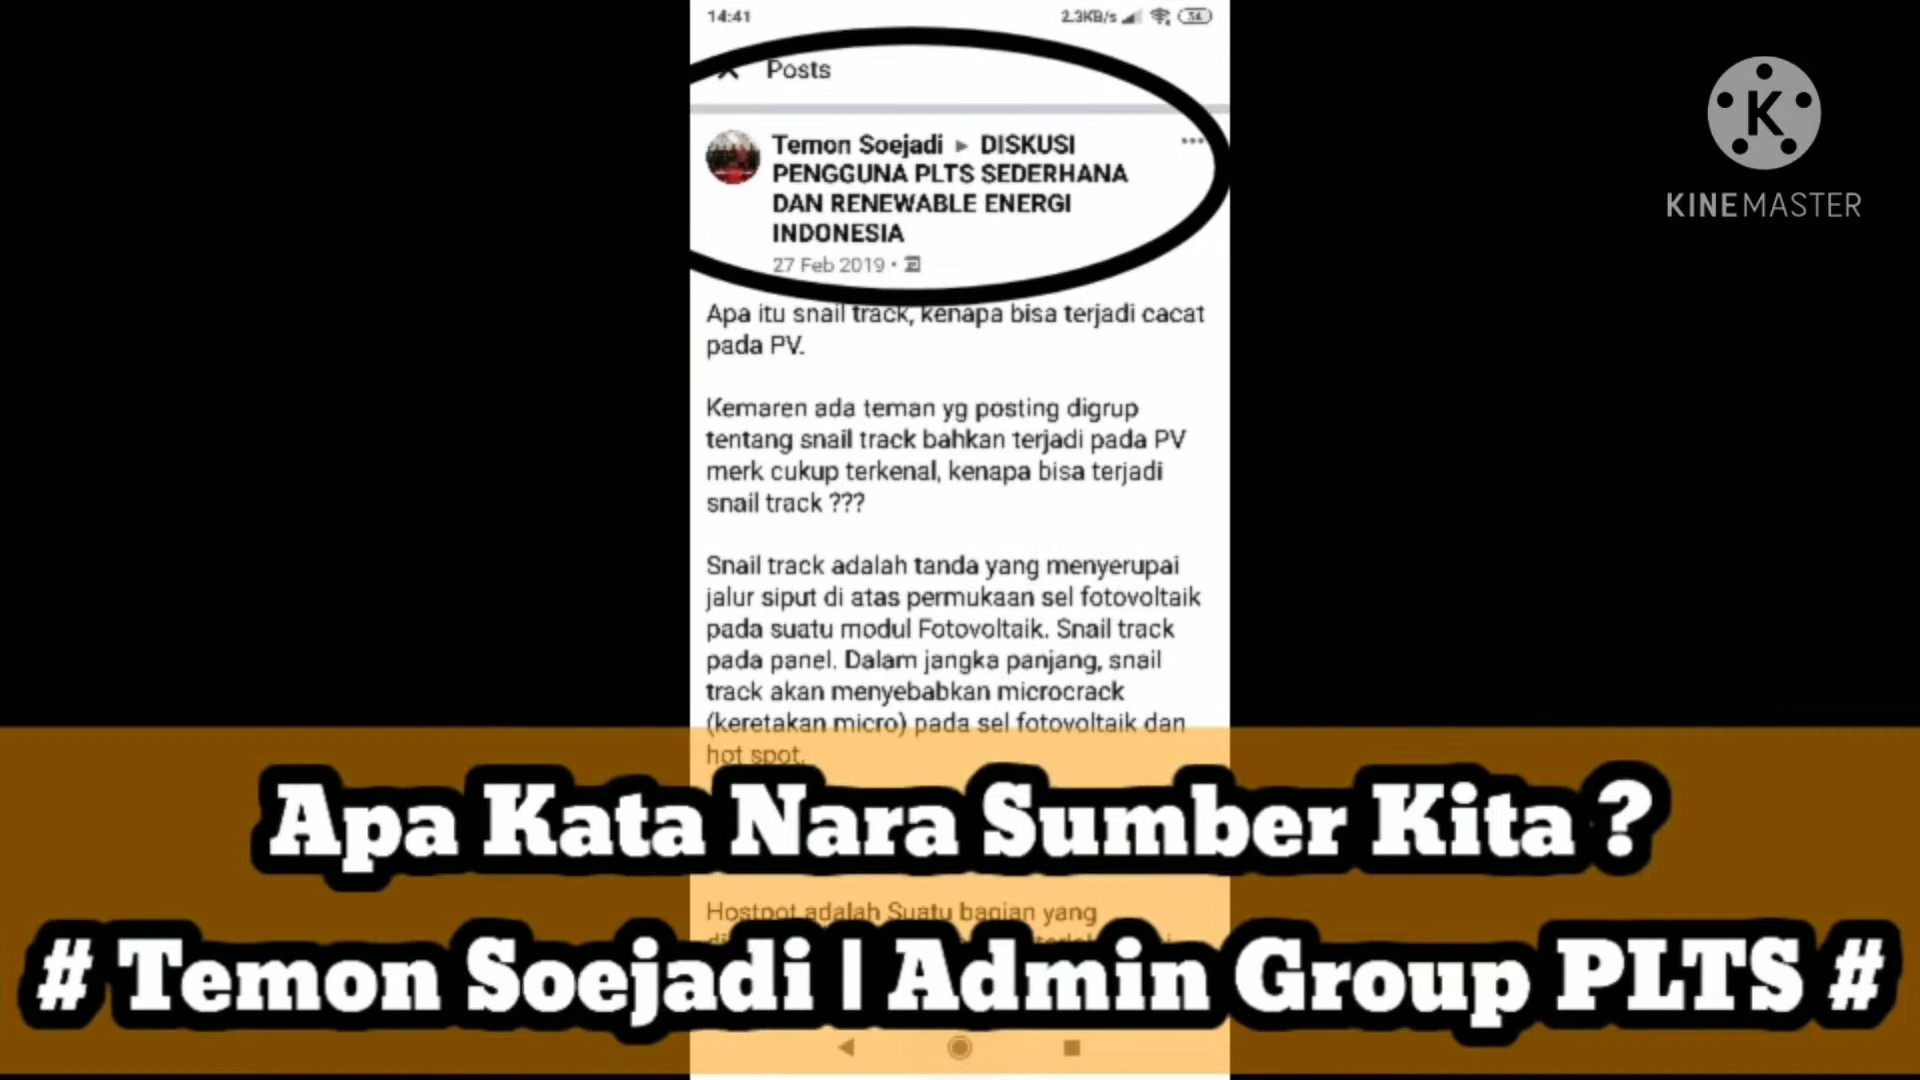 14:41
2.3KB/s
34
Posts
Temon Soejadi ▸ DISKUSI
PENGGUNA PLTS SEDERHANA
DAN RENEWABLE ENERGI
INDONESIA
27 Feb 2019 •
Apa itu snail track, kenapa bisa terjadi cacat
pada PV.
Kemaren ada teman yg posting digrup
tentang snail track bahkan terjadi pada PV
merk cukup terkenal, kenapa bisa terjadi
snail track ???
Snail track adalah tanda yang menyerupai
jalur siput di atas permukaan sel fotovoltaik
pada suatu modul Fotovoltaik. Snail track
pada panel. Dalam jangka panjang, snail
track akan menyebabkan microcrack
(keretakan micro) pada sel fotovoltaik dan
hot spot.
Apa Kata Nara Sumber Kita ?
Hostpot adalah Suatu bagian yang
# Temon Soejadi | Admin Group PLTS #
K
KINEMASTER